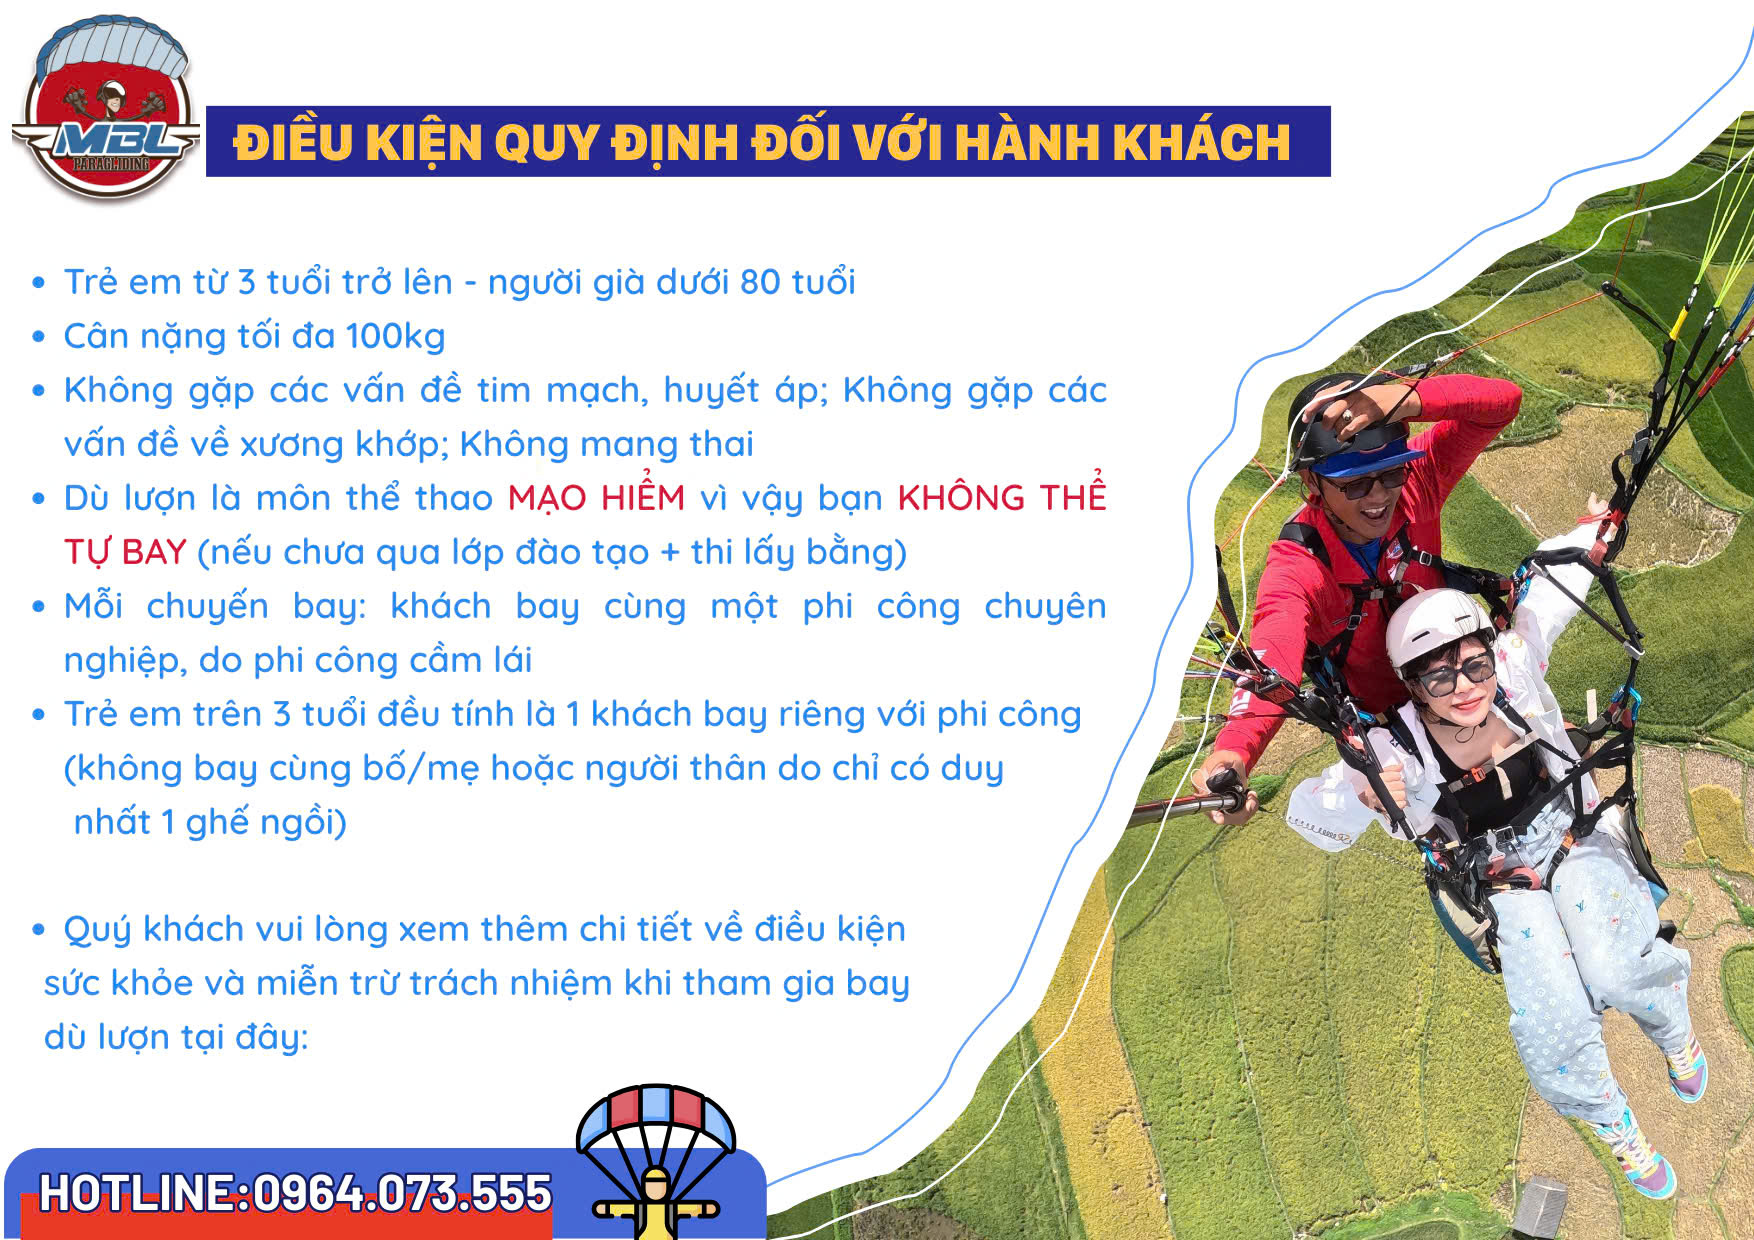 MBL
PARAGLIDING
ĐIỀU KIỆN QUY ĐỊNH ĐỐI VỚI HÀNH KHÁCH
• Trẻ em từ 3 tuổi trở lên - người già dưới 80 tuổi
• Cân nặng tối đa 100kg
• Không gặp các vấn đề tim mạch, huyết áp; Không gặp các
vấn đề về xương khớp; Không mang thai
• Dù lượn là môn thể thao MẠO HIỂM vì vậy bạn KHÔNG THỂ
TỰ BAY (nếu chưa qua lớp đào tạo + thi lấy bằng)
• Mỗi chuyến bay: khách bay cùng một phi công chuyên
nghiệp, do phi công cầm lái
• Trẻ em trên 3 tuổi đều tính là 1 khách bay riêng với phi công
(không bay cùng bố/mẹ hoặc người thân do chỉ có duy
nhất 1 ghế ngồi)
• Quý khách vui lòng xem thêm chi tiết về điều kiện
sức khỏe và miễn trừ trách nhiệm khi tham gia bay
dù lượn tại đây:
HOTLINE:0964.073.555